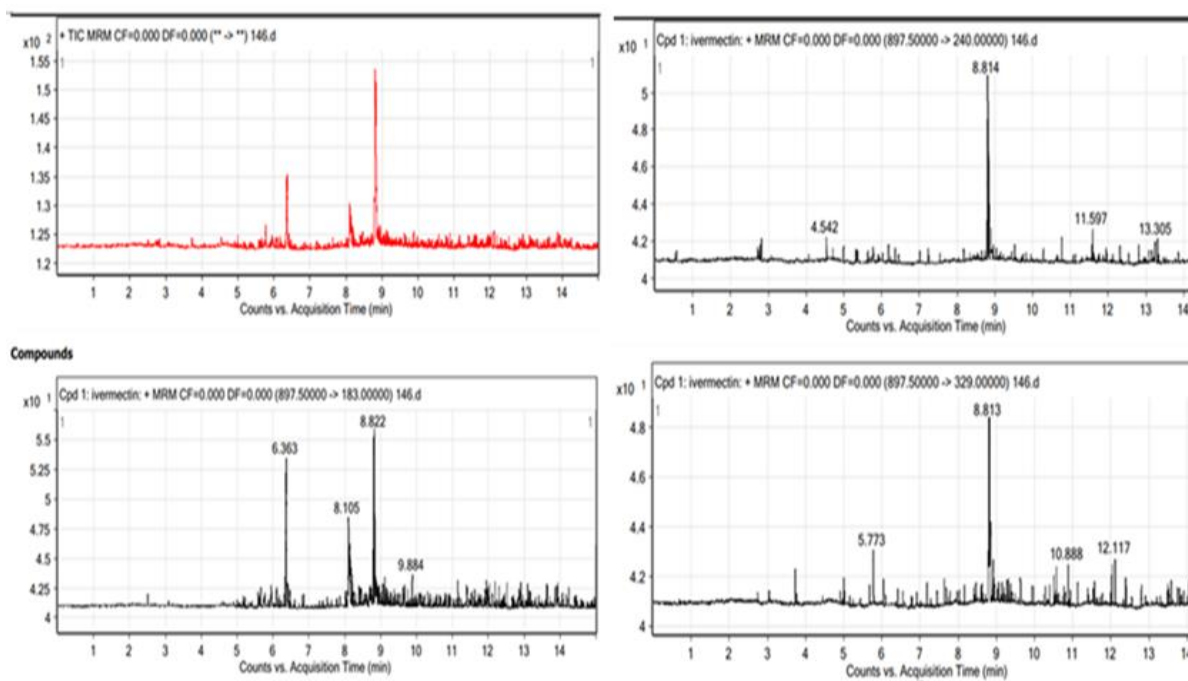 + TIC MRM CF=0.000 DF=0.000 (** -> **) 146.d
x10 2
1 1
1.55
1.5
1.45
1.4
1.35
1.3
1.25
1.2
1 2 3 4 5 6 7 8 9 10 11 12 13 14
Counts vs. Acquisition Time (min)
Cpd 1: ivermectin: + MRM CF=0.000 DF=0.000 (897.50000 -> 240.00000) 146.d
x10 1
1
8.814
5
4.8
4.6
4.4
4.542 11.597 13.305
4.2
4
1 2 3 4 5 6 7 8 9 10 11 12 13 14
Counts vs. Acquisition Time (min)
Compounds
Cpd 1: ivermectin: + MRM CF=0.000 DF=0.000 (897.50000 -> 183.00000) 146.d
x10 1
1 1
8.822
5.5
6.363
5.25
5
8.105
4.75
4.5
9.884
4.25
4
1 2 3 4 5 6 7 8 9 10 11 12 13 14
Counts vs. Acquisition Time (min)
Cpd 1: ivermectin: + MRM CF=0.000 DF=0.000 (897.50000 -> 329.00000) 146.d
x10 1
1
8.813
4.8
4.6
4.4
5.773 10.888 12.117
4.2
4
1 2 3 4 5 6 7 8 9 10 11 12 13 14
Counts vs. Acquisition Time (min)